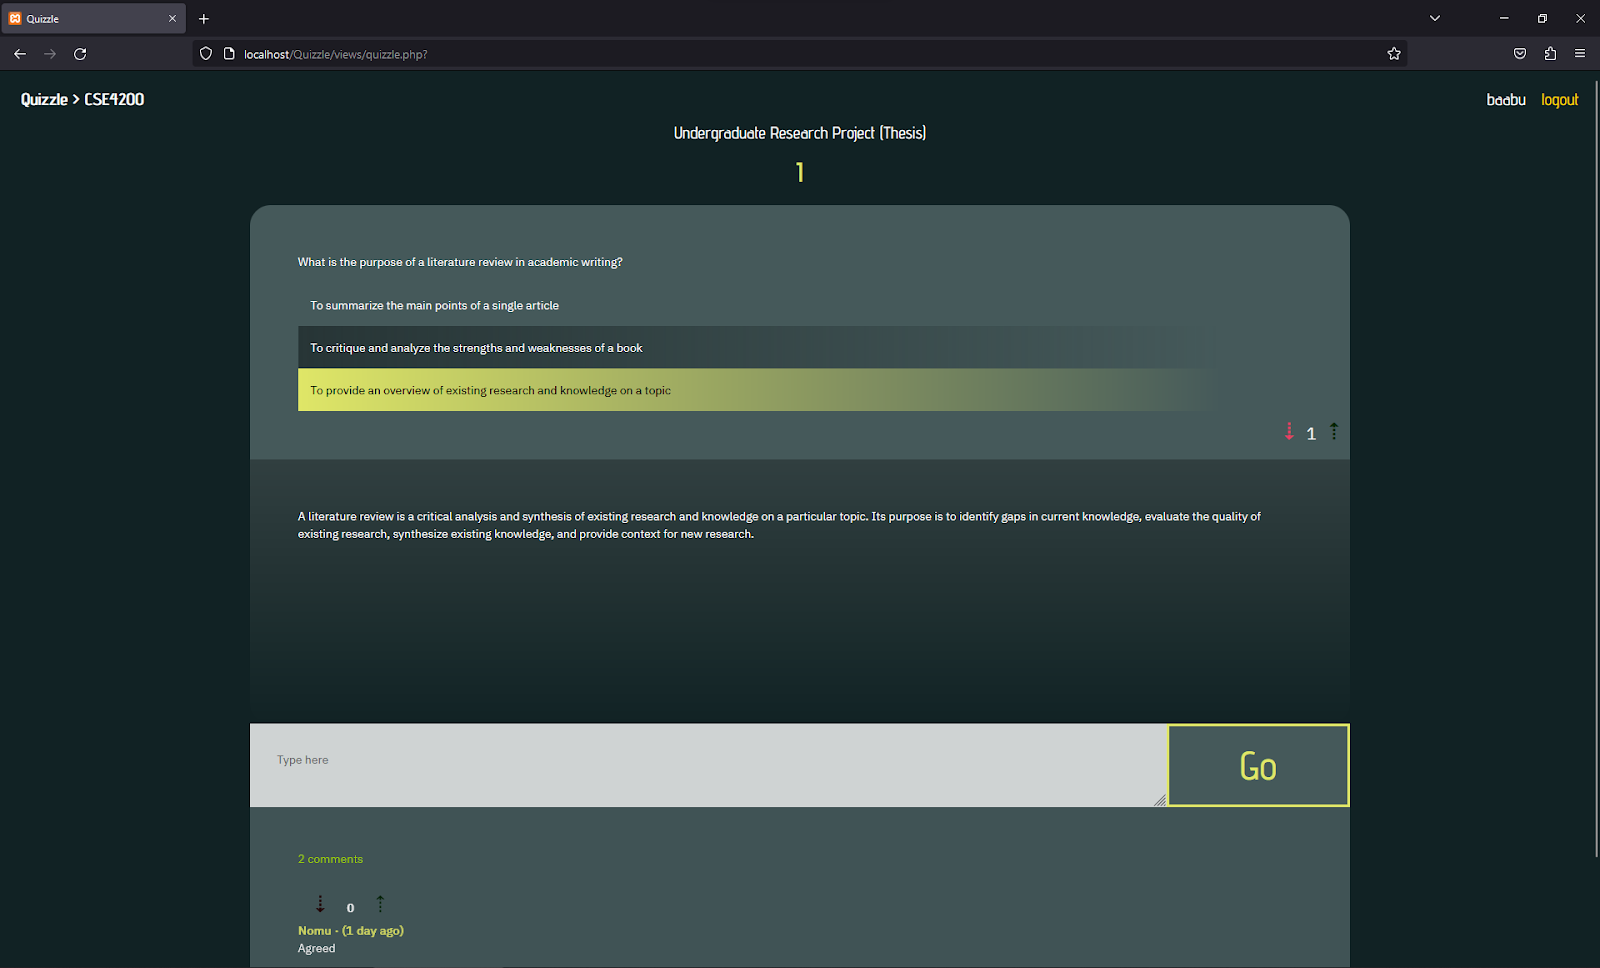 Quizzle
localhost/Quizzle/views/quizzle.php?
Quizzle > CSE4200
baabu logout
Undergraduate Research Project (Thesis)
1
What is the purpose of a literature review in academic writing?
To summarize the main points of a single article
To critique and analyze the strengths and weaknesses of a book
To provide an overview of existing research and knowledge on a topic
1
A literature review is a critical analysis and synthesis of existing research and knowledge on a particular topic. Its purpose is to identify gaps in current knowledge, evaluate the quality of
existing research, synthesize existing knowledge, and provide context for new research.
Type here
Go
2 comments
0
Nomu - (1 day ago)
Agreed